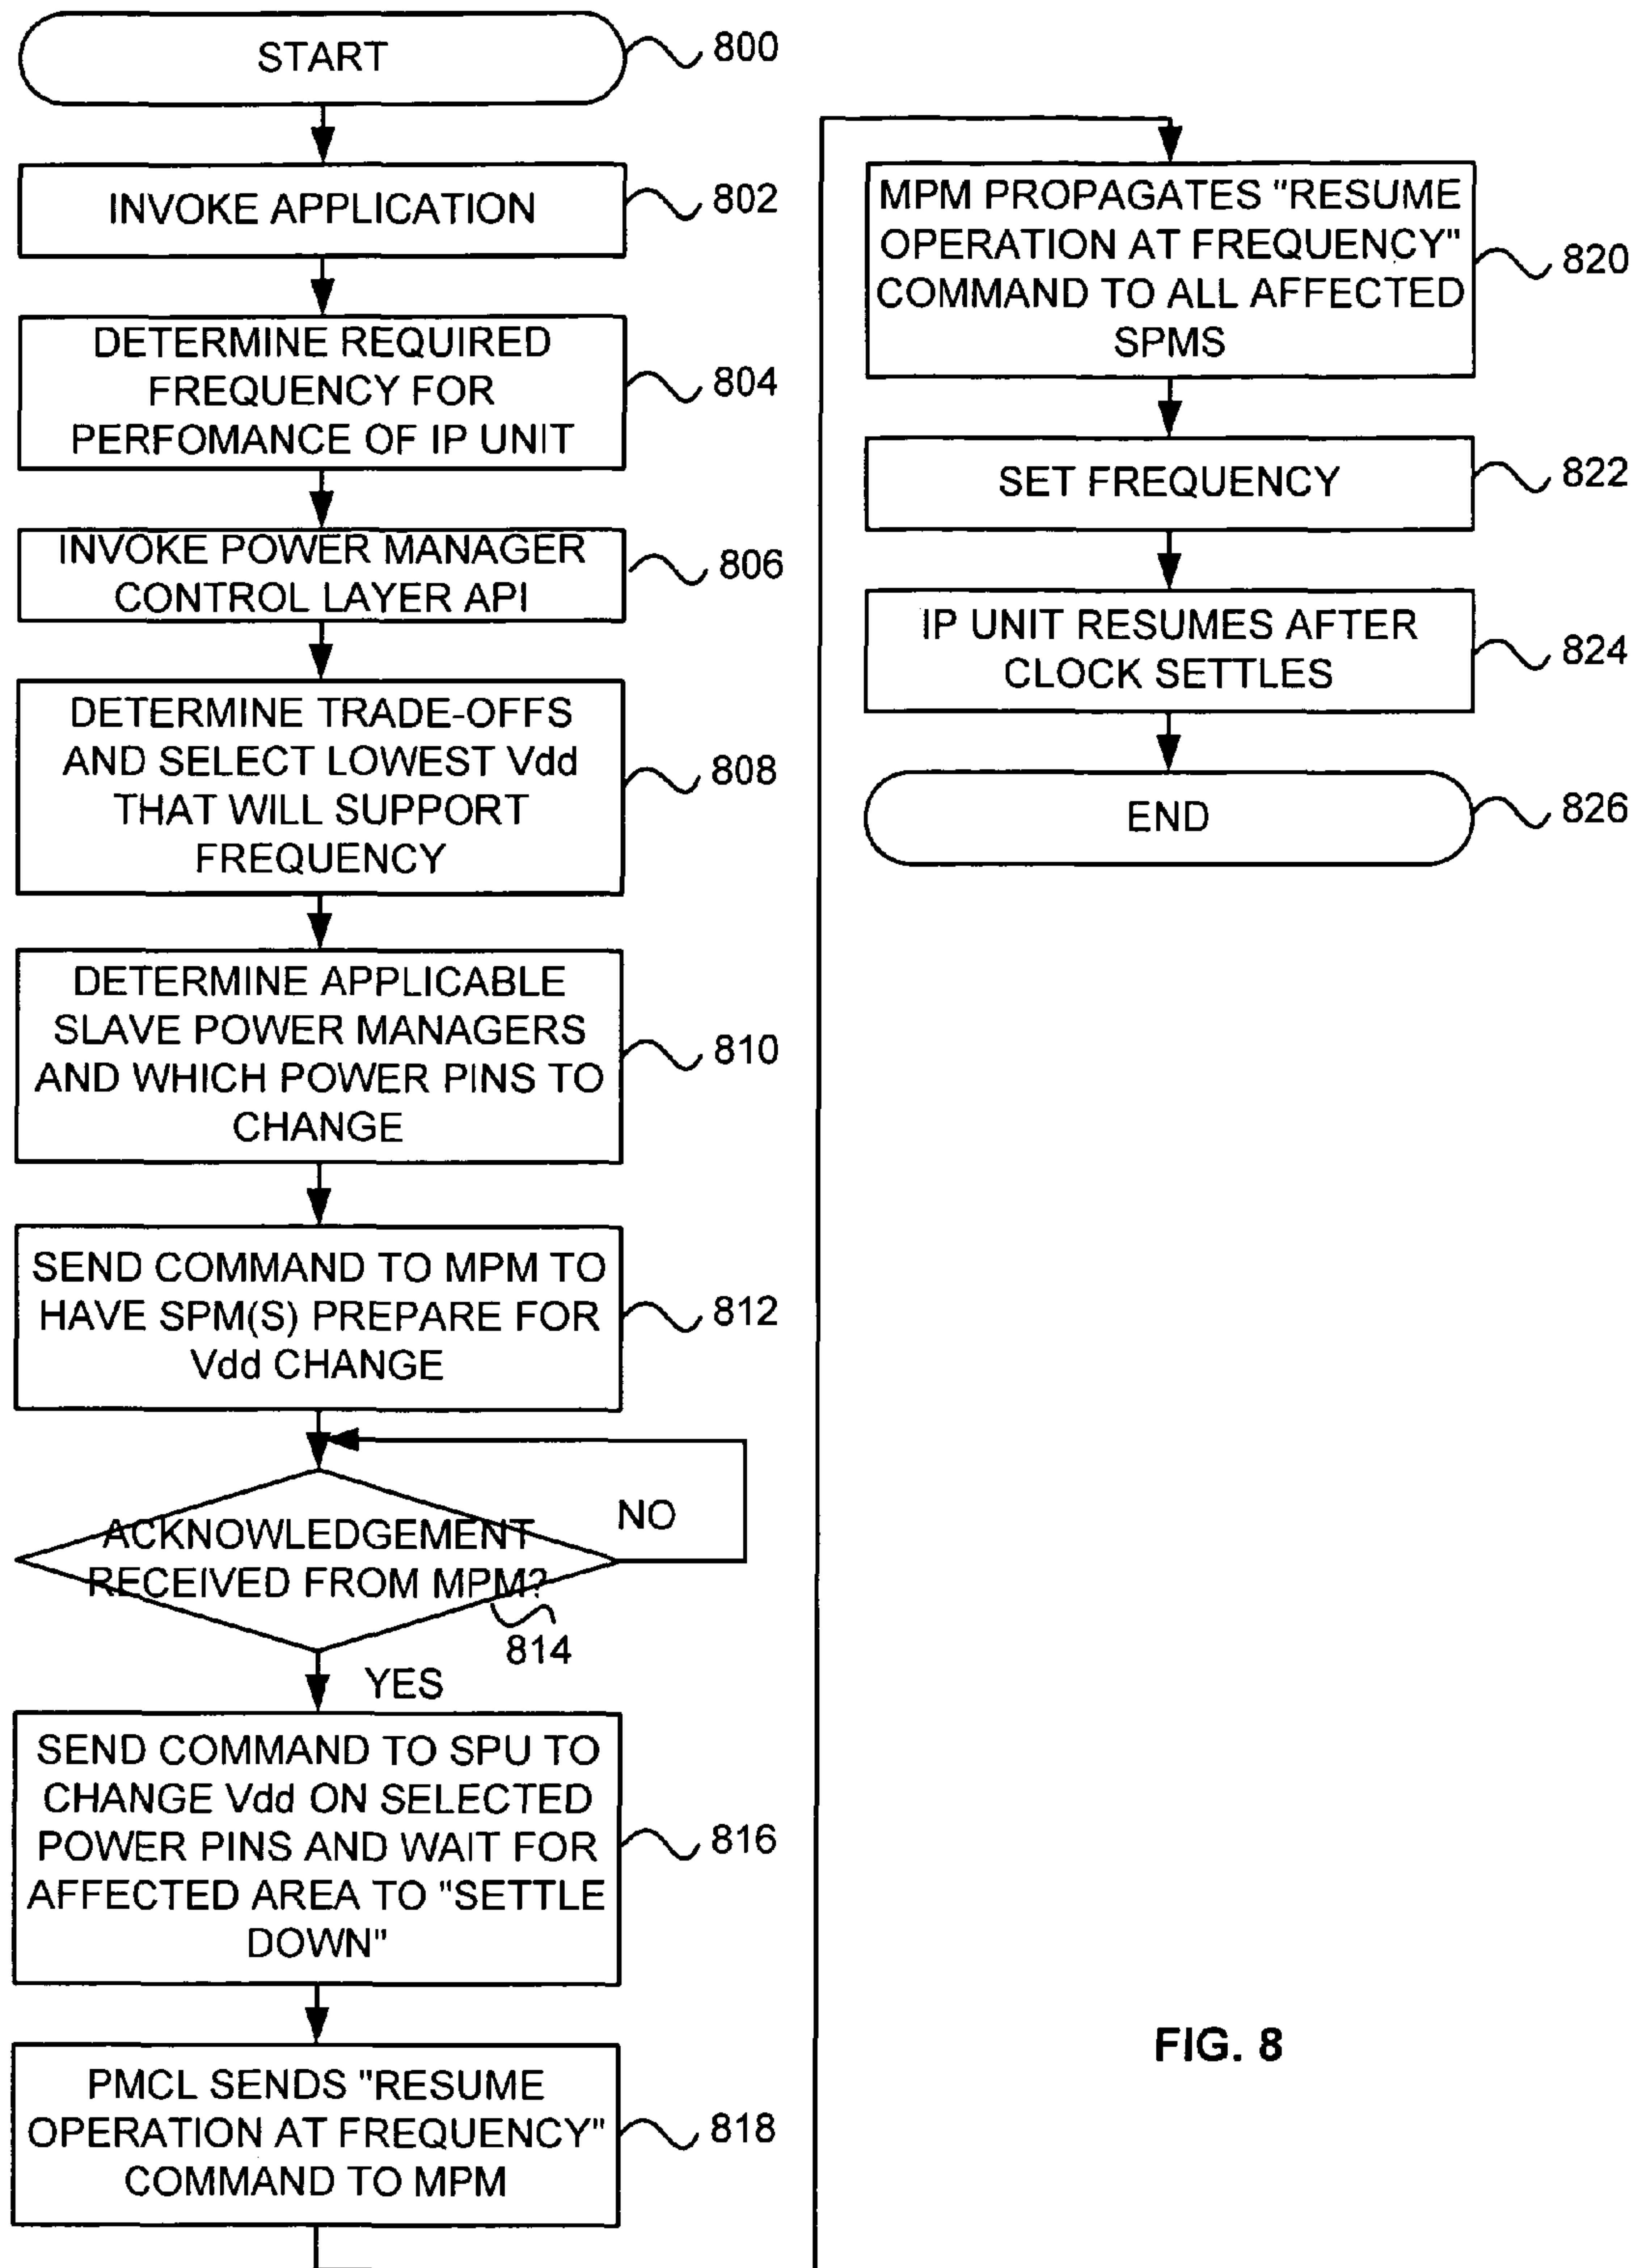 START
800
INVOKE APPLICATION
802
DETERMINE REQUIRED
FREQUENCY FOR
PERFOMANCE OF IP UNIT
804
INVOKE POWER MANAGER
CONTROL LAYER API
806
DETERMINE TRADE-OFFS
AND SELECT LOWEST Vdd
THAT WILL SUPPORT
FREQUENCY
808
DETERMINE APPLICABLE
SLAVE POWER MANAGERS
AND WHICH POWER PINS TO
CHANGE
810
SEND COMMAND TO MPM TO
HAVE SPM(S) PREPARE FOR
Vdd CHANGE
812
ACKNOWLEDGEMENT
RECEIVED FROM MPM?
NO
814
YES
SEND COMMAND TO SPU TO
CHANGE Vdd ON SELECTED
POWER PINS AND WAIT FOR
AFFECTED AREA TO "SETTLE
DOWN"
816
PMCL SENDS "RESUME
OPERATION AT FREQUENCY"
COMMAND TO MPM
818
MPM PROPAGATES "RESUME
OPERATION AT FREQUENCY"
COMMAND TO ALL AFFECTED
SPMS
820
SET FREQUENCY
822
IP UNIT RESUMES AFTER
CLOCK SETTLES
824
END
826
FIG. 8